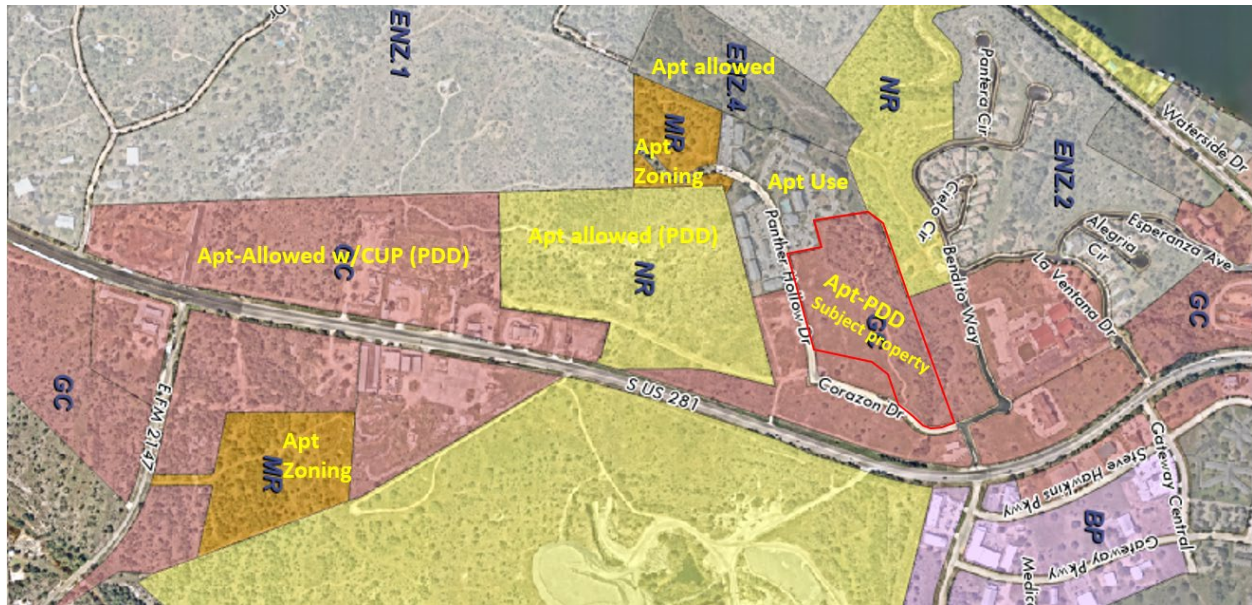 Dr
ENZ.1
Apt allowed
ENZ.4
NR
Pantera Cir
Waterside Dr
MR
Apt
Zoning
Apt Use
ENZ.2
Cielo Cir
Bendito Way
Alegria
Cir
Esperanza Ave
La Ventana Dr
Apt-Allowed w/CUP (PDD)
GC
Apt allowed (PDD)
NR
Panther Hollow Dr
Apt-PDD
Subject property
GC
GC
S US 281
Corazon Dr
GC
E FM 2147
Apt
Zoning
MR
Gateway Central
Steve Hawkins Pkwy
BP
Gateway Pkwy